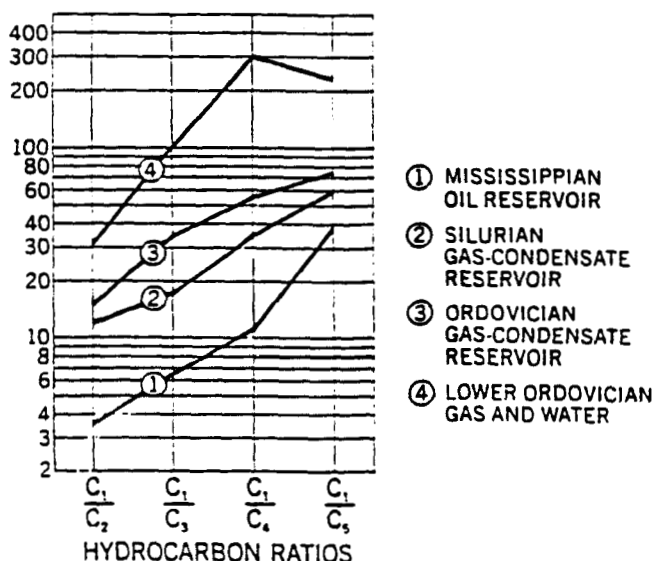 400
300
200
100
80
60
40
30
20
10
8
6
4
3
2
④
③
②
①
C₁/C₂ C₁/C₃ C₁/C₄ C₁/C₅
HYDROCARBON RATIOS
① MISSISSIPPIAN
OIL RESERVOIR
② SILURIAN
GAS-CONDENSATE
RESERVOIR
③ ORDOVICIAN
GAS-CONDENSATE
RESERVOIR
④ LOWER ORDOVICIAN
GAS AND WATER